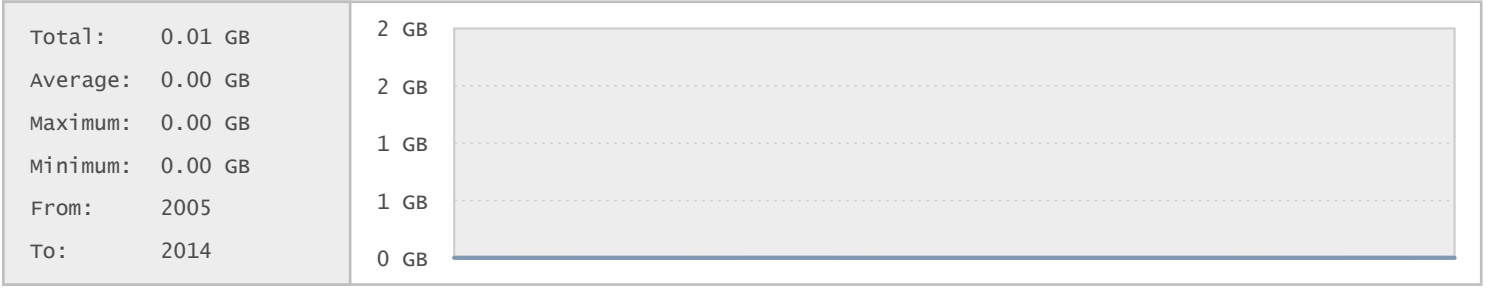 Total: 0.01 GB
Average: 0.00 GB
Maximum: 0.00 GB
Minimum: 0.00 GB
From: 2005
To: 2014
2 GB
2 GB
1 GB
1 GB
0 GB